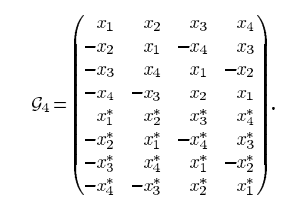 x₁ x₂ x₃ x₄
-x₂ x₁ -x₄ x₃
-x₃ x₄ x₁ -x₂
𝒢₄ = -x₄ -x₃ x₂ x₁
x₁* x₂* x₃* x₄*
-x₂* x₁* -x₄* x₃*
-x₃* x₄* x₁* -x₂*
-x₄* -x₃* x₂* x₁* .